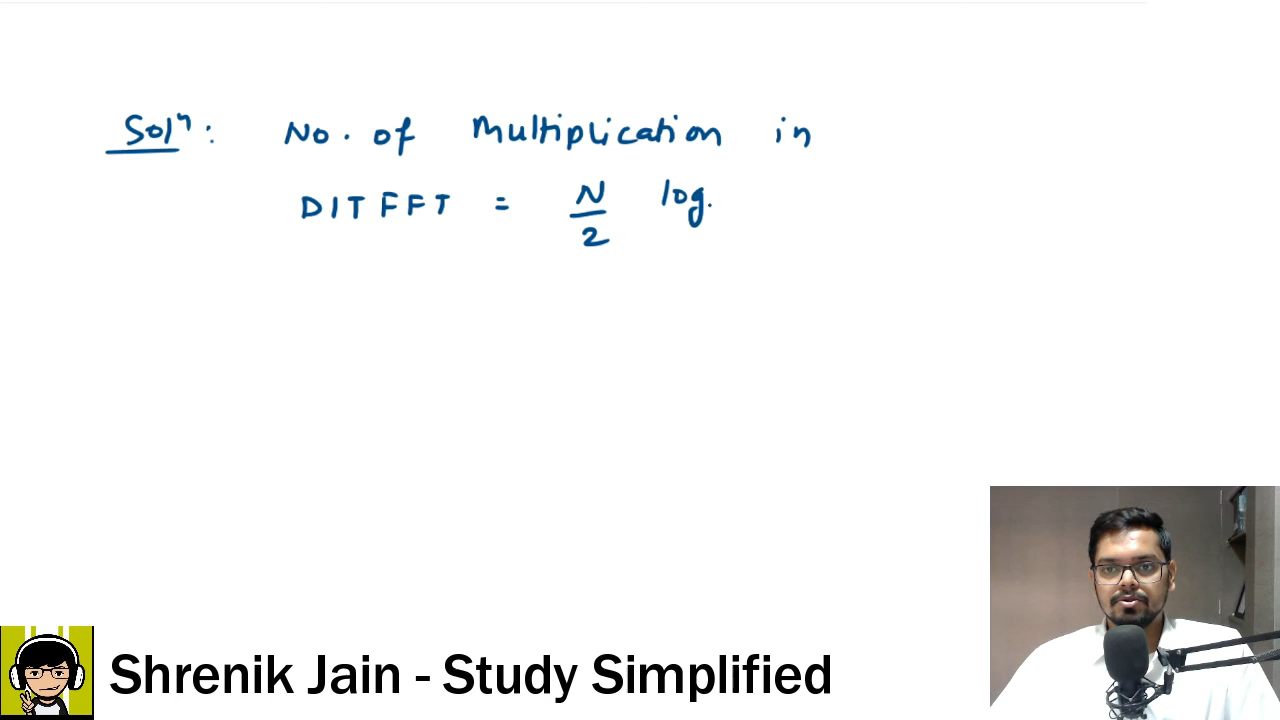 Solⁿ: No. of Multiplication in
DITFFT = N/2 log
Shrenik Jain - Study Simplified